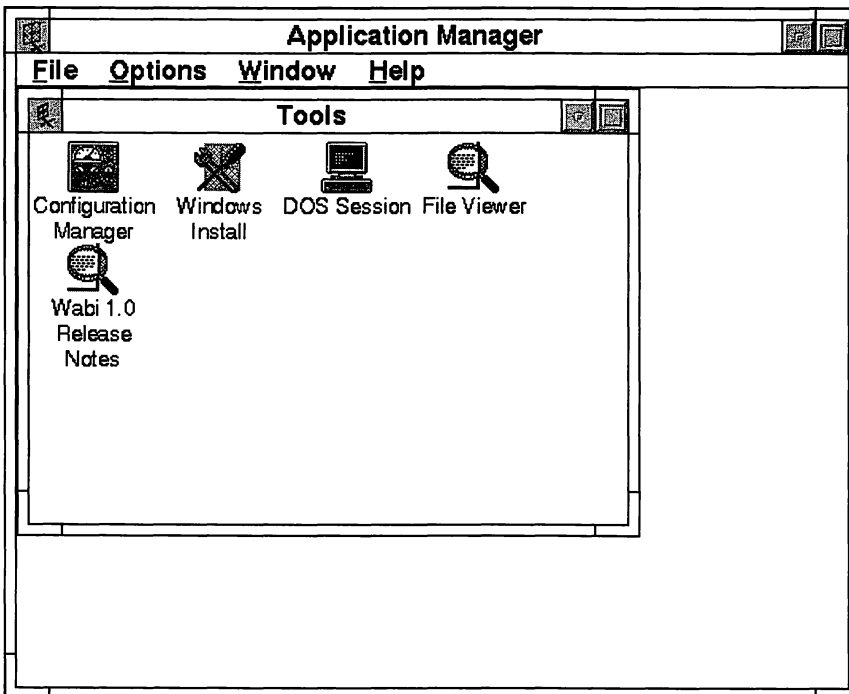 Application Manager
File Options Window Help
Tools
Configuration Manager
Windows Install
DOS Session
File Viewer
Wabi 1.0
Release
Notes